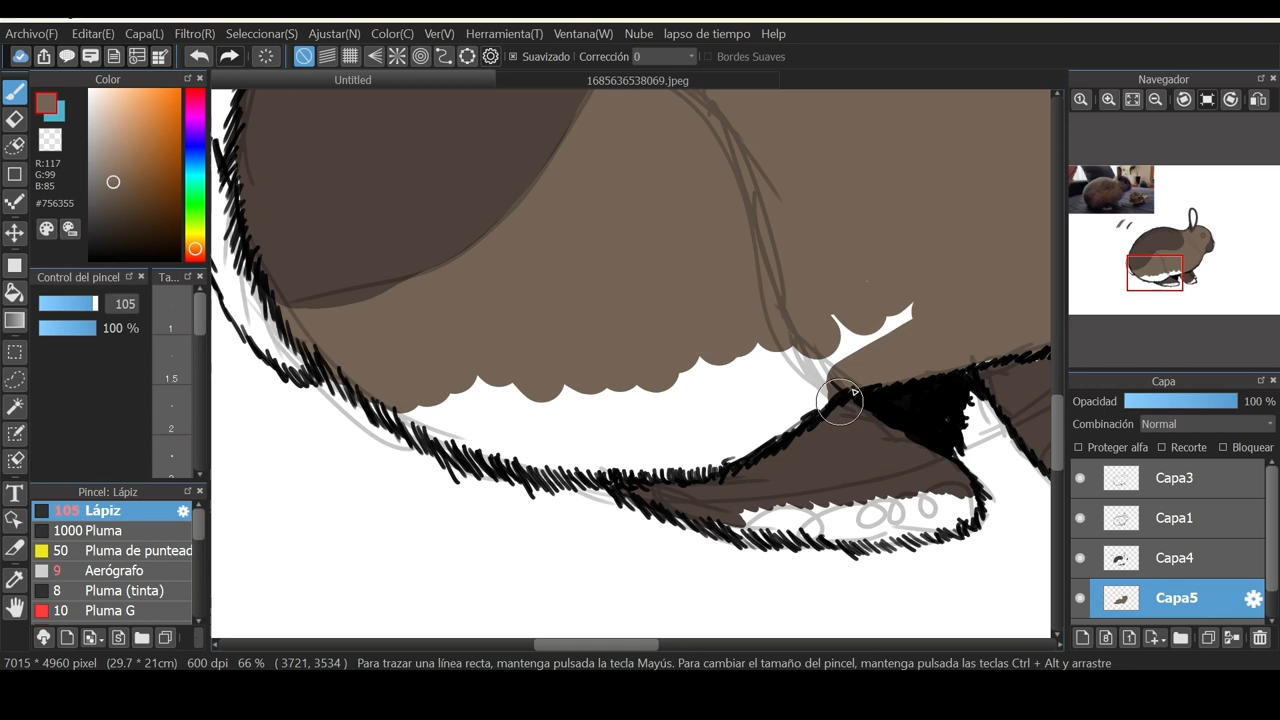 Archivo(F) Editar(E) Capa(L) Filtro(R) Seleccionar(S) Ajustar(N) Color(C) Ver(V) Herramienta(T) Ventana(W) Nube lapso de tiempo Help
Suavizado Corrección 0 Bordes Suaves
Color
R:117
G:99
B:85
#756355
Control del pincel
105
100 %
Ta...
1
1.5
2
Pincel: Lápiz
105 Lápiz
1000 Pluma
50 Pluma de puntead
9 Aerógrafo
8 Pluma (tinta)
10 Pluma G
Untitled
1685636538069.jpeg
Navegador
Capa
Opacidad 100 %
Combinación Normal
Proteger alfa Recorte Bloquear
Capa3
Capa1
Capa4
Capa5
7015 * 4960 pixel (29.7 * 21cm) 600 dpi 66 % ( 3721, 3534 ) Para trazar una línea recta, mantenga pulsada la tecla Mayús. Para cambiar el tamaño del pincel, mantenga pulsada las teclas Ctrl + Alt y arrastre